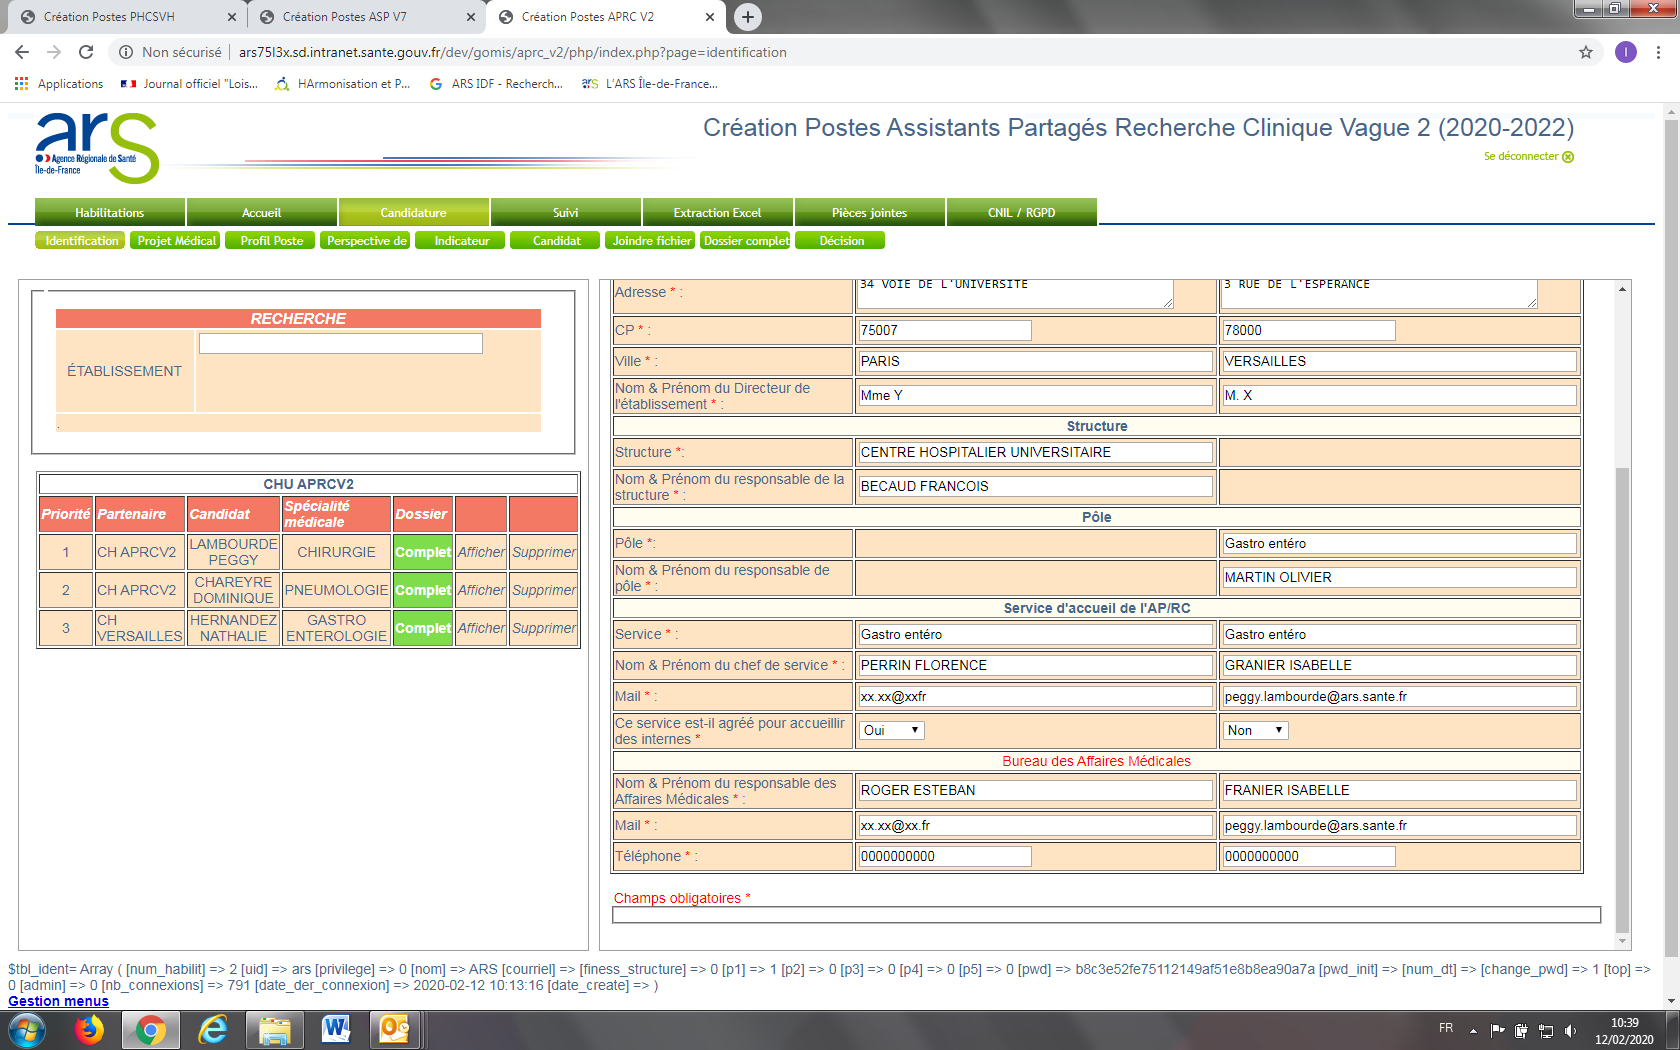 Création Postes PHCSVH
Création Postes ASP V7
Création Postes APRC V2
Non sécurisé
ars75l3x.sd.intranet.sante.gouv.fr/dev/gomis/aprc_v2/php/index.php?page=identification
I
Applications
Journal officiel "Lois...
HArmonisation et P...
ARS IDF - Recherch...
L'ARS Île-de-France...
ars
Agence Régionale de Santé
Île-de-France
Création Postes Assistants Partagés Recherche Clinique Vague 2 (2020-2022)
Se déconnecter
Habilitations
Accueil
Candidature
Suivi
Extraction Excel
Pièces jointes
CNIL / RGPD
Identification
Projet Médical
Profil Poste
Perspective de
Indicateur
Candidat
Joindre fichier
Dossier complet
Décision
RECHERCHE
ÉTABLISSEMENT
.
CHU APRCV2
Priorité Partenaire Candidat Spécialité médicale Dossier
1 CH APRCV2 LAMBOURDE PEGGY CHIRURGIE Complet Afficher Supprimer
2 CH APRCV2 CHAREYRE DOMINIQUE PNEUMOLOGIE Complet Afficher Supprimer
3 CH VERSAILLES HERNANDEZ NATHALIE GASTRO ENTEROLOGIE Complet Afficher Supprimer
Adresse * : 34 VOIE DE L'UNIVERSITE 3 RUE DE L'ESPERANCE
CP * : 75007 78000
Ville * : PARIS VERSAILLES
Nom & Prénom du Directeur de
l'établissement * : Mme Y M. X
Structure
Structure *: CENTRE HOSPITALIER UNIVERSITAIRE
Nom & Prénom du responsable de la
structure * : BECAUD FRANCOIS
Pôle
Pôle *: Gastro entéro
Nom & Prénom du responsable de
pôle * : MARTIN OLIVIER
Service d'accueil de l'AP/RC
Service * : Gastro entéro Gastro entéro
Nom & Prénom du chef de service * : PERRIN FLORENCE GRANIER ISABELLE
Mail * : xx.xx@xxfr peggy.lambourde@ars.sante.fr
Ce service est-il agréé pour accueillir
des internes * Oui Non
Bureau des Affaires Médicales
Nom & Prénom du responsable des
Affaires Médicales * : ROGER ESTEBAN FRANIER ISABELLE
Mail * : xx.xx@xx.fr peggy.lambourde@ars.sante.fr
Téléphone * : 0000000000 0000000000
Champs obligatoires *
$tbl_ident= Array ( [num_habilit] => 2 [uid] => ars [privilege] => 0 [nom] => ARS [courriel] => [finess_structure] => 0 [p1] => 1 [p2] => 0 [p3] => 0 [p4] => 0 [p5] => 0 [pwd] => b8c3e52fe75112149af51e8b8ea90a7a [pwd_init] => [num_dt] => [change_pwd] => 1 [top] =>
0 [admin] => 0 [nb_connexions] => 791 [date_der_connexion] => 2020-02-12 10:13:16 [date_create] => )
Gestion menus
FR
10:39
12/02/2020